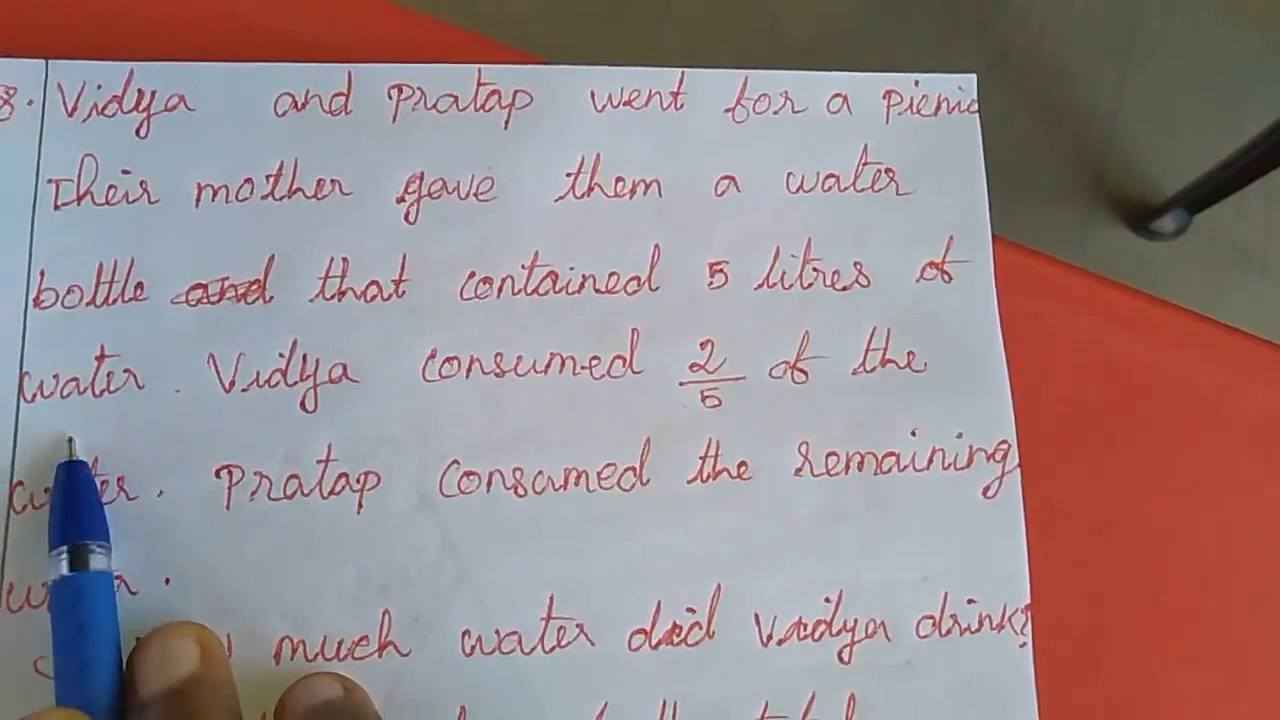 8. Vidya and Pratap went for a picnic
Their mother gave them a water
bottle and that contained 5 litres of
water. Vidya consumed 2/5 of the
water. Pratap consumed the remaining
much water did Vidya drink?